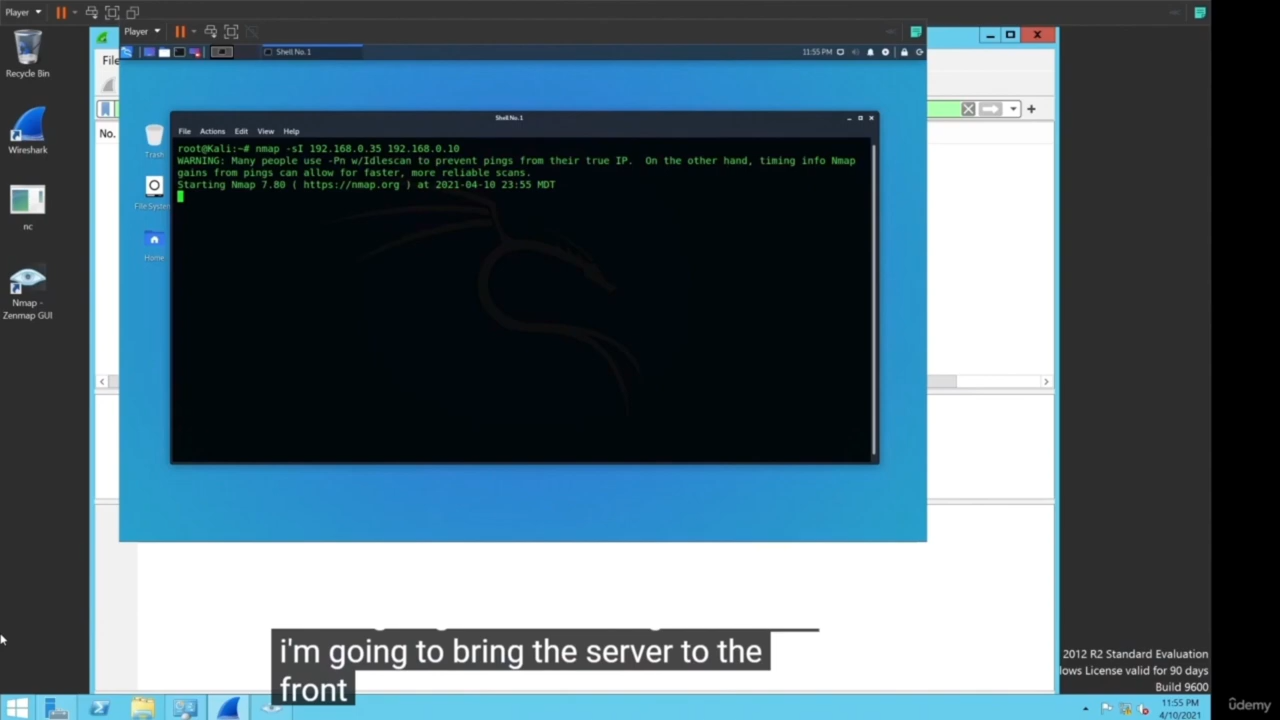 Player
Player
Shell No.1
11:55 PM
Recycle Bin
File
No.
Wireshark
nc
Nmap -
Zenmap GUI
Trash
File System
Home
Shell No.1
File Actions Edit View Help
root@Kali:~# nmap -sI 192.168.0.35 192.168.0.10
WARNING: Many people use -Pn w/Idlescan to prevent pings from their true IP.  On the other hand, timing info Nmap
gains from pings can allow for faster, more reliable scans.
Starting Nmap 7.80 ( https://nmap.org ) at 2021-04-10 23:55 MDT
i'm going to bring the server to the
front
2012 R2 Standard Evaluation
ows License valid for 90 days
Build 9600
11:55 PM
4/10/2021
ûdemy